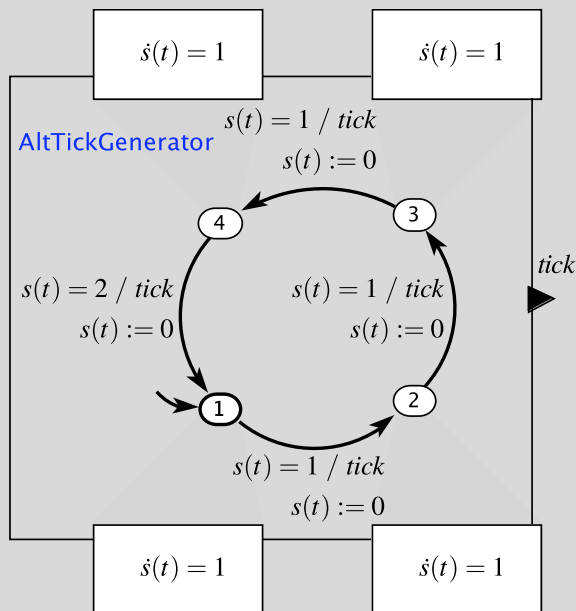 ṡ(t) = 1
ṡ(t) = 1
AltTickGenerator
s(t) = 1 / tick
s(t) := 0
4
3
tick
s(t) = 2 / tick
s(t) := 0
s(t) = 1 / tick
s(t) := 0
1
2
s(t) = 1 / tick
s(t) := 0
ṡ(t) = 1
ṡ(t) = 1